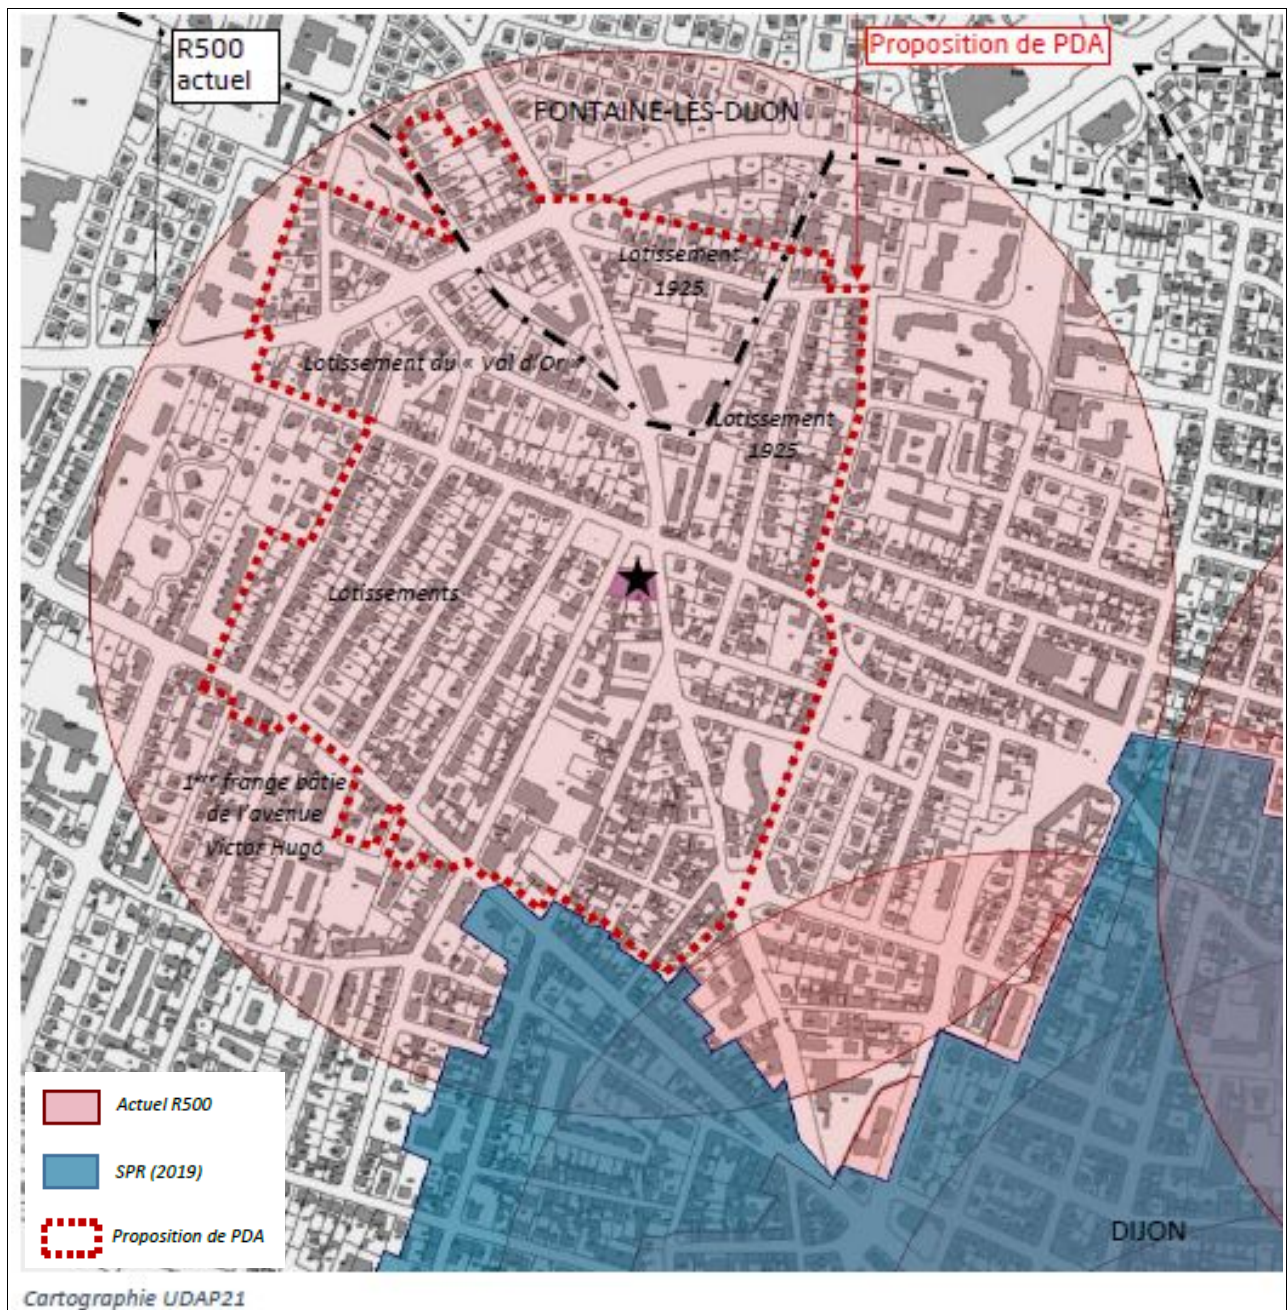 R500
actuel
Proposition de PDA
FONTAINE-LÈS-DIJON
Lotissement
1925
Lotissement du « Val d'Or »
Lotissement
1925
Lotissements
1ère frange bâtie
de l'avenue
Victor Hugo
Actuel R500
SPR (2019)
Proposition de PDA
DIJON
Cartographie UDAP21